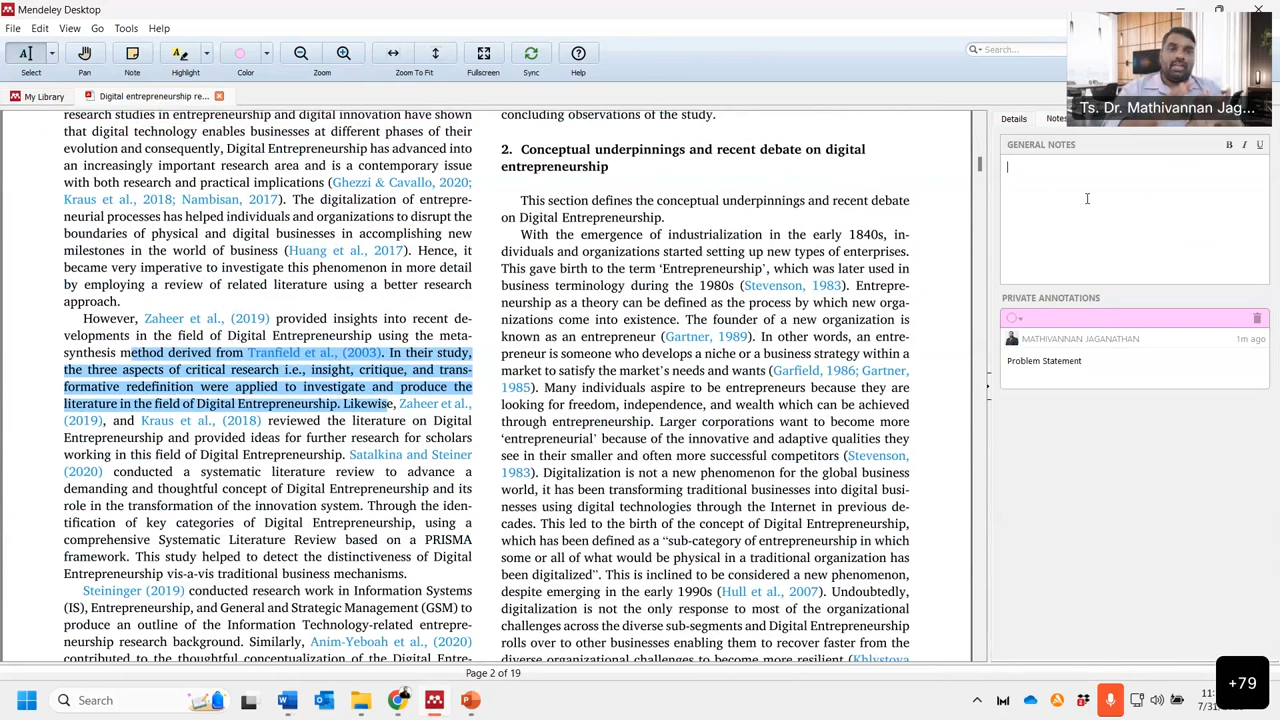 Mendeley Desktop
File Edit View Go Tools Help
Search...
Select Pan Note Highlight Color Zoom Zoom To Fit Fullscreen Sync Help
My Library Digital entrepreneurship re...
Ts. Dr. Mathivannan Jag...
research studies in entrepreneurship and digital innovation have shown
that digital technology enables businesses at different phases of their
evolution and consequently, Digital Entrepreneurship has advanced into
an increasingly important research area and is a contemporary issue
with both research and practical implications (Ghezzi & Cavallo, 2020;
Kraus et al., 2018; Nambisan, 2017). The digitalization of entrepre-
neurial processes has helped individuals and organizations to disrupt the
boundaries of physical and digital businesses in accomplishing new
milestones in the world of business (Huang et al., 2017). Hence, it
became very imperative to investigate this phenomenon in more detail
by employing a review of related literature using a better research
approach.
However, Zaheer et al., (2019) provided insights into recent de-
velopments in the field of Digital Entrepreneurship using the meta-
synthesis method derived from Tranfield et al., (2003). In their study,
the three aspects of critical research i.e., insight, critique, and trans-
formative redefinition were applied to investigate and produce the
literature in the field of Digital Entrepreneurship. Likewise, Zaheer et al.,
(2019), and Kraus et al., (2018) reviewed the literature on Digital
Entrepreneurship and provided ideas for further research for scholars
working in this field of Digital Entrepreneurship. Satalkina and Steiner
(2020) conducted a systematic literature review to advance a
demanding and thoughtful concept of Digital Entrepreneurship and its
role in the transformation of the innovation system. Through the iden-
tification of key categories of Digital Entrepreneurship, using a
comprehensive Systematic Literature Review based on a PRISMA
framework. This study helped to detect the distinctiveness of Digital
Entrepreneurship vis-a-vis traditional business mechanisms.
Steininger (2019) conducted research work in Information Systems
(IS), Entrepreneurship, and General and Strategic Management (GSM) to
produce an outline of the Information Technology-related entrepre-
neurship research background. Similarly, Anim-Yeboah et al., (2020)
contributed to the thoughtful conceptualization of the Digital Entre-
concluding observations of the study.
2. Conceptual underpinnings and recent debate on digital
entrepreneurship
This section defines the conceptual underpinnings and recent debate
on Digital Entrepreneurship.
With the emergence of industrialization in the early 1840s, in-
dividuals and organizations started setting up new types of enterprises.
This gave birth to the term ‘Entrepreneurship’, which was later used in
business terminology during the 1980s (Stevenson, 1983). Entrepre-
neurship as a theory can be defined as the process by which new orga-
nizations come into existence. The founder of a new organization is
known as an entrepreneur (Gartner, 1989). In other words, an entre-
preneur is someone who develops a niche or a business strategy within a
market to satisfy the market’s needs and wants (Garfield, 1986; Gartner,
1985). Many individuals aspire to be entrepreneurs because they are
looking for freedom, independence, and wealth which can be achieved
through entrepreneurship. Larger corporations want to become more
‘entrepreneurial’ because of the innovative and adaptive qualities they
see in their smaller and often more successful competitors (Stevenson,
1983). Digitalization is not a new phenomenon for the global business
world, it has been transforming traditional businesses into digital busi-
nesses using digital technologies through the Internet in previous de-
cades. This led to the birth of the concept of Digital Entrepreneurship,
which has been defined as a “sub-category of entrepreneurship in which
some or all of what would be physical in a traditional organization has
been digitalized”. This is inclined to be considered a new phenomenon,
despite emerging in the early 1990s (Hull et al., 2007). Undoubtedly,
digitalization is not the only response to most of the organizational
challenges across the diverse sub-segments and Digital Entrepreneurship
rolls over to other businesses enabling them to recover faster from the
diverse organizational challenges to become more resilient (Khlystova
Details Notes
GENERAL NOTES B I U
PRIVATE ANNOTATIONS
MATHIVANNAN JAGANATHAN 1m ago
Problem Statement
Page 2 of 19
+79
Search
11:
7/31/